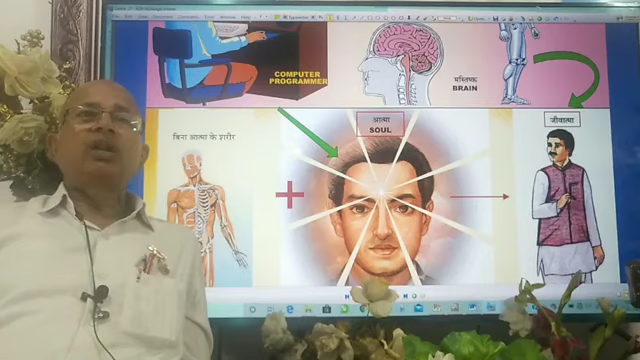 COMPUTER
PROGRAMMER
मस्तिष्क
BRAIN
आत्मा
SOUL
जीवात्मा
बिना आत्मा के शरीर